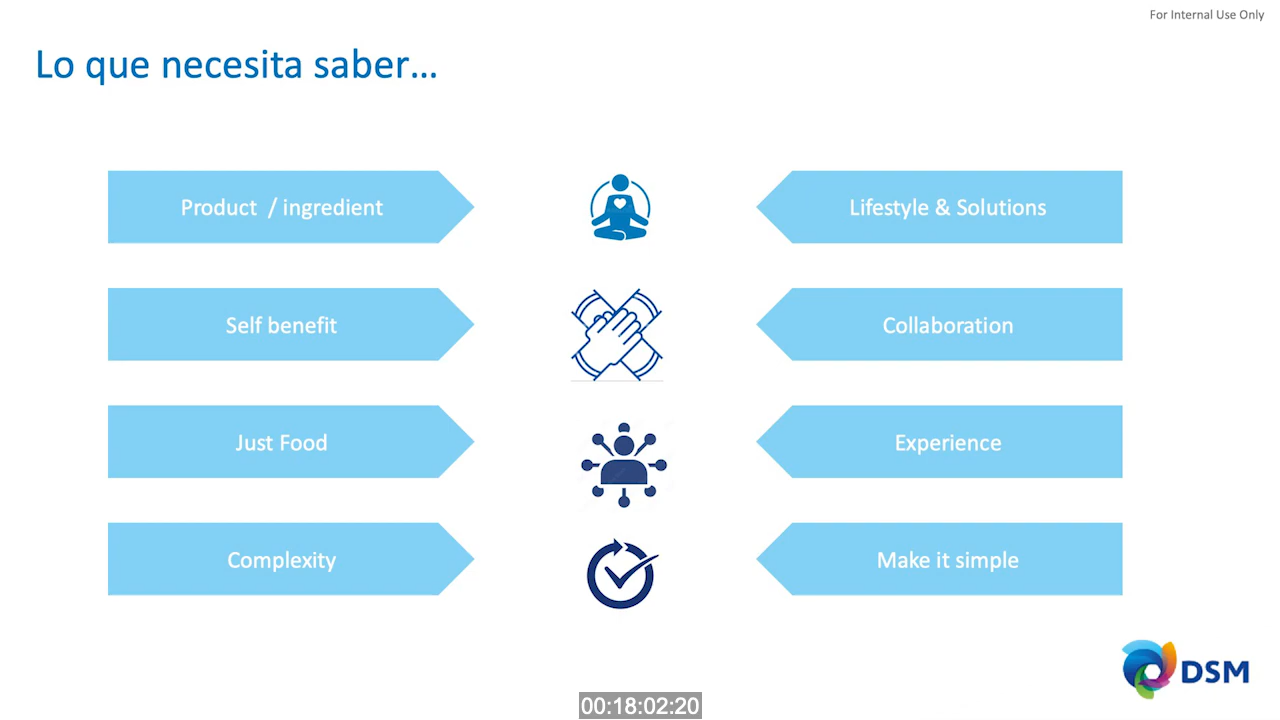 For Internal Use Only
Lo que necesita saber...
Product / ingredient
Lifestyle & Solutions
Self benefit
Collaboration
Just Food
Experience
Complexity
Make it simple
DSM
00:18:02:20